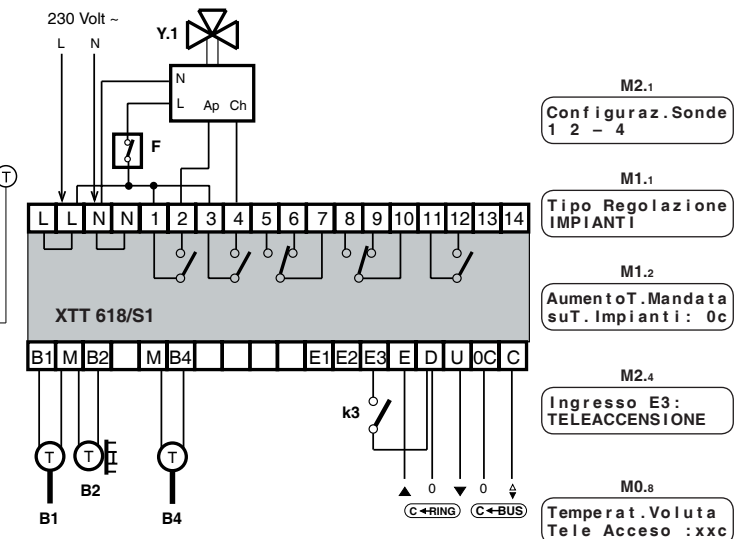 230 Volt ~
L N
Y.1
N
L Ap Ch
F
T
L L N N 1 2 3 4 5 6 7 8 9 10 11 12 13 14
XTT 618/S1
B1 M B2 M B4 E1 E2 E3 E D U 0C C
k3
T T T
B2
B1 B4
0 0
C RING C BUS
M2.1
Configuraz.Sonde
1 2 – 4
M1.1
Tipo Regolazione
IMPIANTI
M1.2
AumentoT.Mandata
suT.Impianti: 0c
M2.4
Ingresso E3:
TELEACCENSIONE
M0.8
Temperat.Voluta
Tele Acceso :xxc